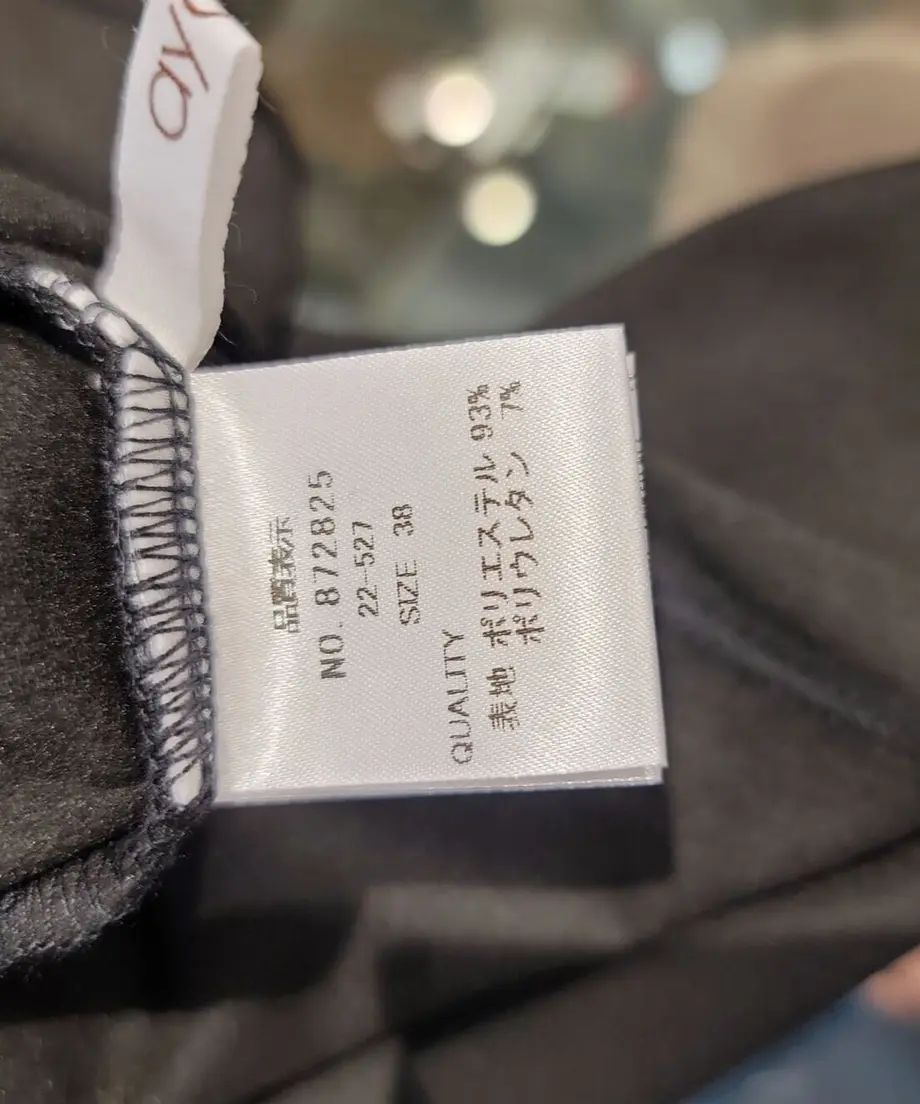 ay
品質表示
NO. 872825
22-527
SIZE 38
QUALITY
表地 ポリエステル 93%
ポリウレタン 7%